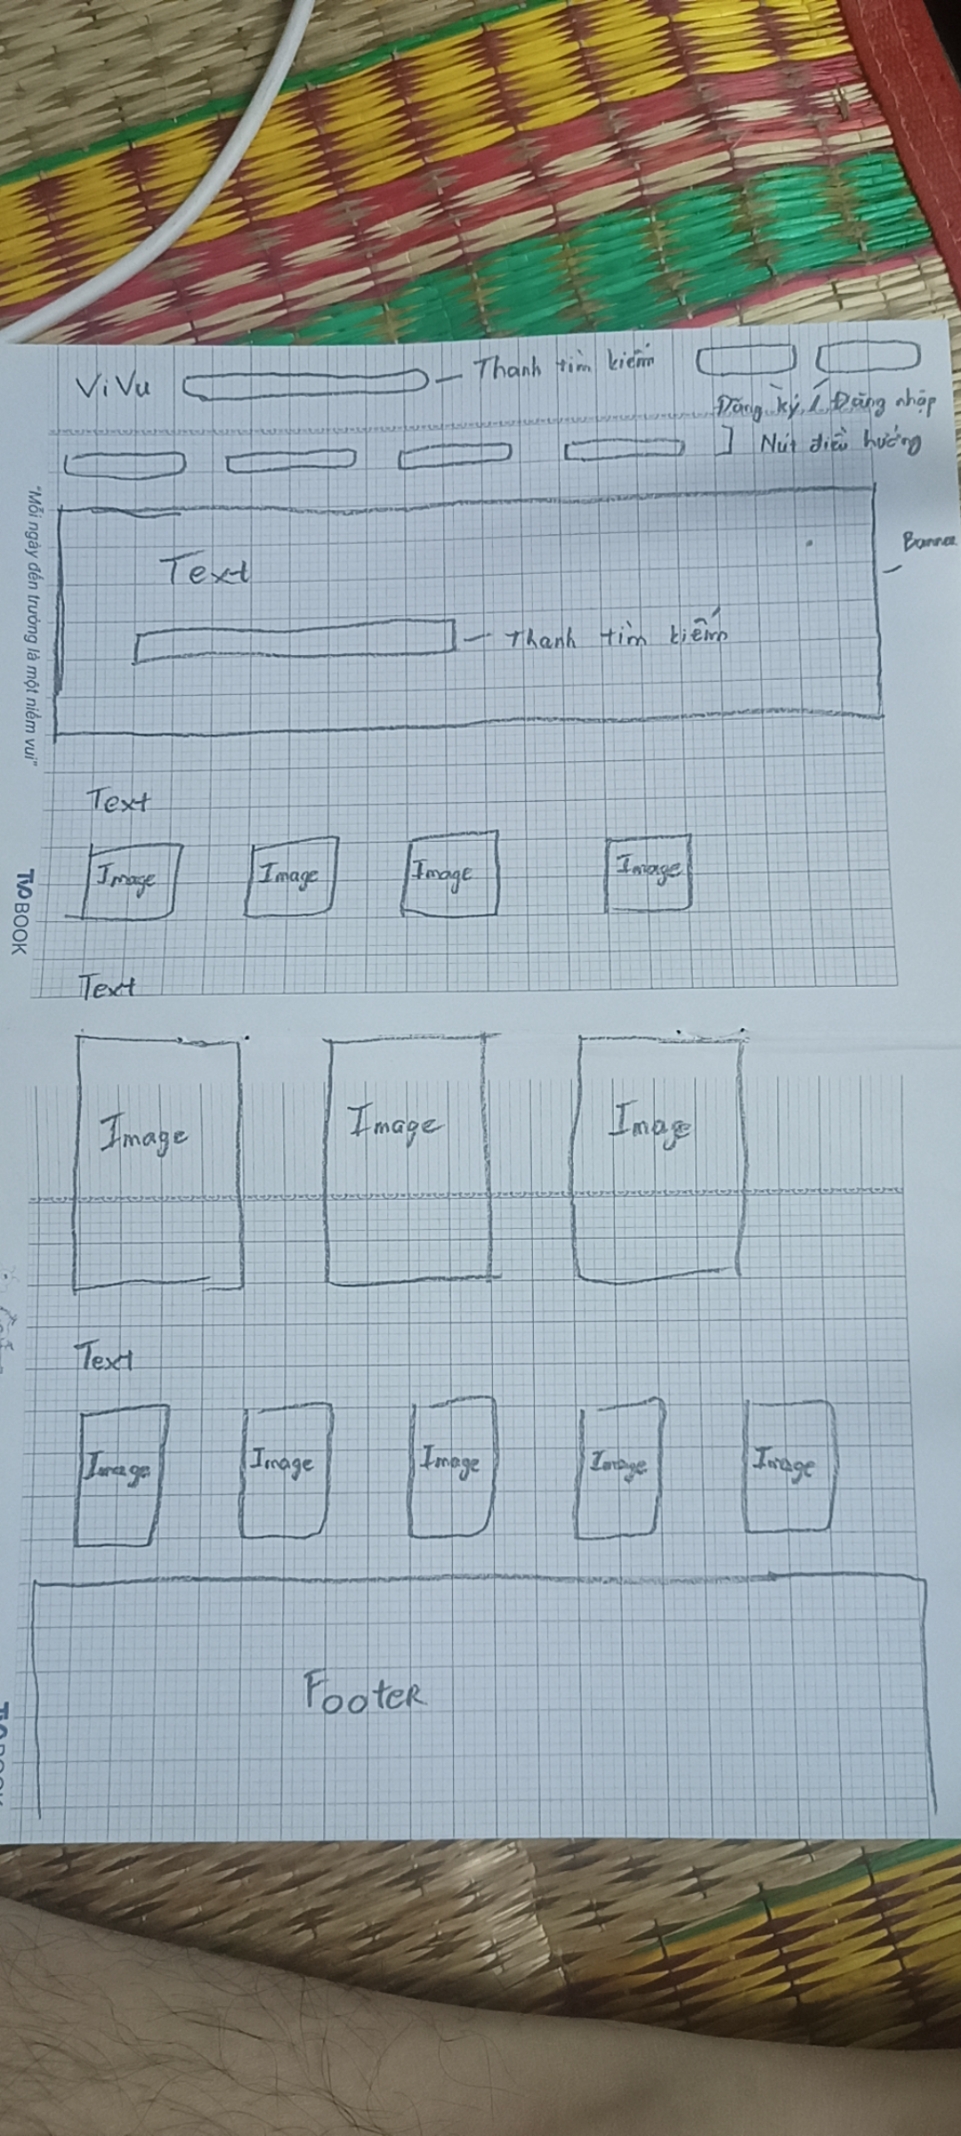 ViVu
Thanh tìm kiếm
Đăng ký / Đăng nhập
Nút điều hướng
"Mỗi ngày đến trường là một niềm vui"
Text
Thanh tìm kiếm
Banner
Text
Image Image Image Image
TVO BOOK
Text
Image Image Image
Text
Image Image Image Image Image
Footer